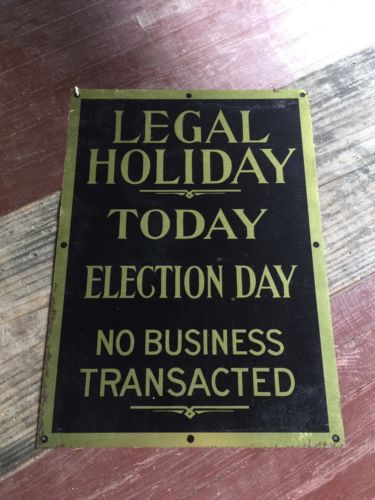 LEGAL
HOLIDAY
TODAY
ELECTION DAY
NO BUSINESS
TRANSACTED